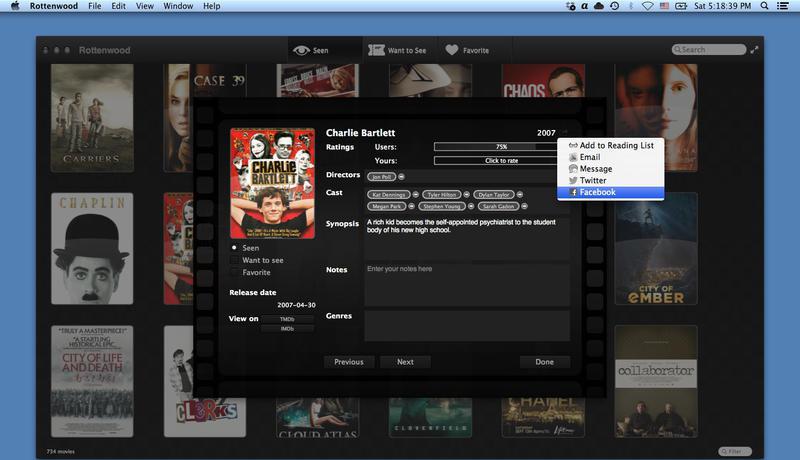 Rottenwood File Edit View Window Help
Sat 5:18:39 PM
Rottenwood
Seen Want to See Favorite
Search
CARRIERS
CASE 39
CHAOS
Charlie Bartlett 2007
Ratings Users: 75%
Yours: Click to rate
Directors Jon Poll
Cast Kat Dennings Tyler Hilton Dylan Taylor
Megan Park Stephen Young Sarah Gadon
Synopsis A rich kid becomes the self-appointed psychiatrist to the student
body of his new high school.
Notes Enter your notes here
Genres
CHARLIE
BARTLETT
Seen
Want to see
Favorite
Release date
2007-04-30
View on TMDb
IMDb
Previous Next Done
Add to Reading List
Email
Message
Twitter
Facebook
CHAPLIN
CITY OF
EMBER
"TRULY A MASTERPIECE!"
A STARTLING
HISTORICAL EPIC.
CITY OF LIFE
AND DEATH
CLERKS
CLOUD ATLAS
CLOVERFIELD
CHANEL
Lifetime
collaborator
734 movies
Filter